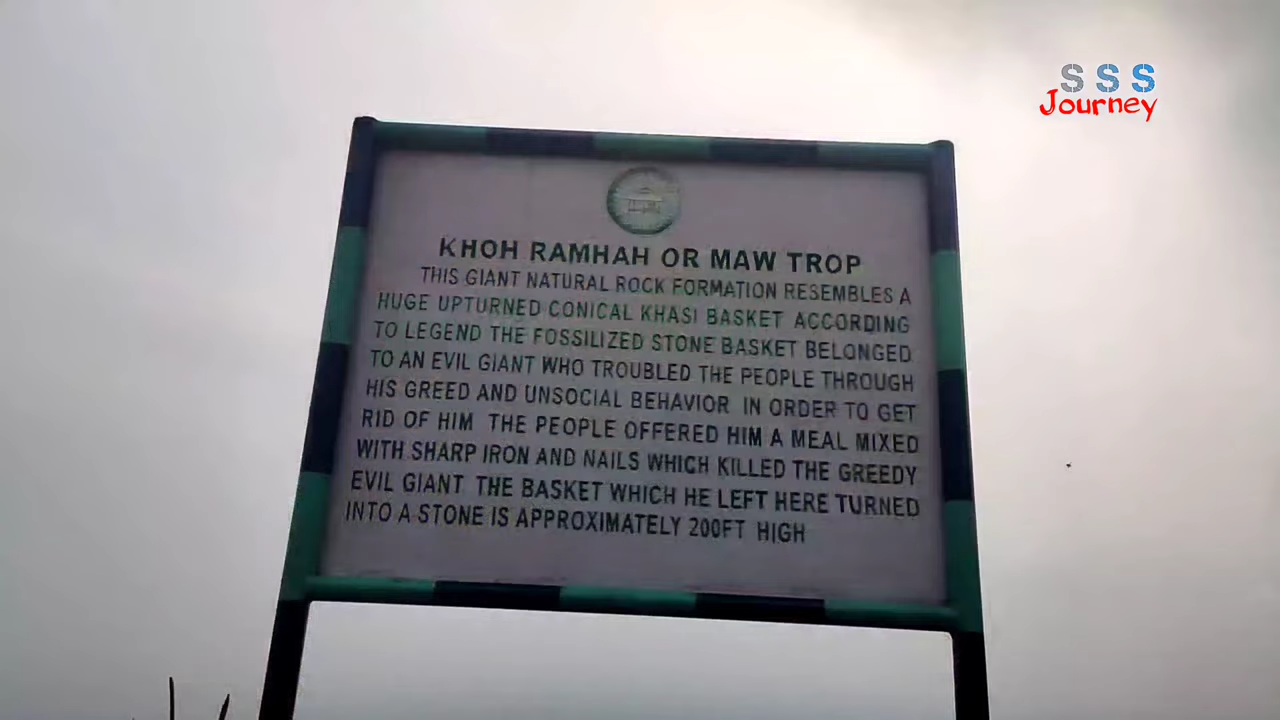 SSS
Journey
KHOH RAMHAH OR MAW TROP
THIS GIANT NATURAL ROCK FORMATION RESEMBLES A
HUGE UPTURNED CONICAL KHASI BASKET ACCORDING
TO LEGEND THE FOSSILIZED STONE BASKET BELONGED
TO AN EVIL GIANT WHO TROUBLED THE PEOPLE THROUGH
HIS GREED AND UNSOCIAL BEHAVIOR IN ORDER TO GET
RID OF HIM THE PEOPLE OFFERED HIM A MEAL MIXED
WITH SHARP IRON AND NAILS WHICH KILLED THE GREEDY
EVIL GIANT THE BASKET WHICH HE LEFT HERE TURNED
INTO A STONE IS APPROXIMATELY 200FT HIGH